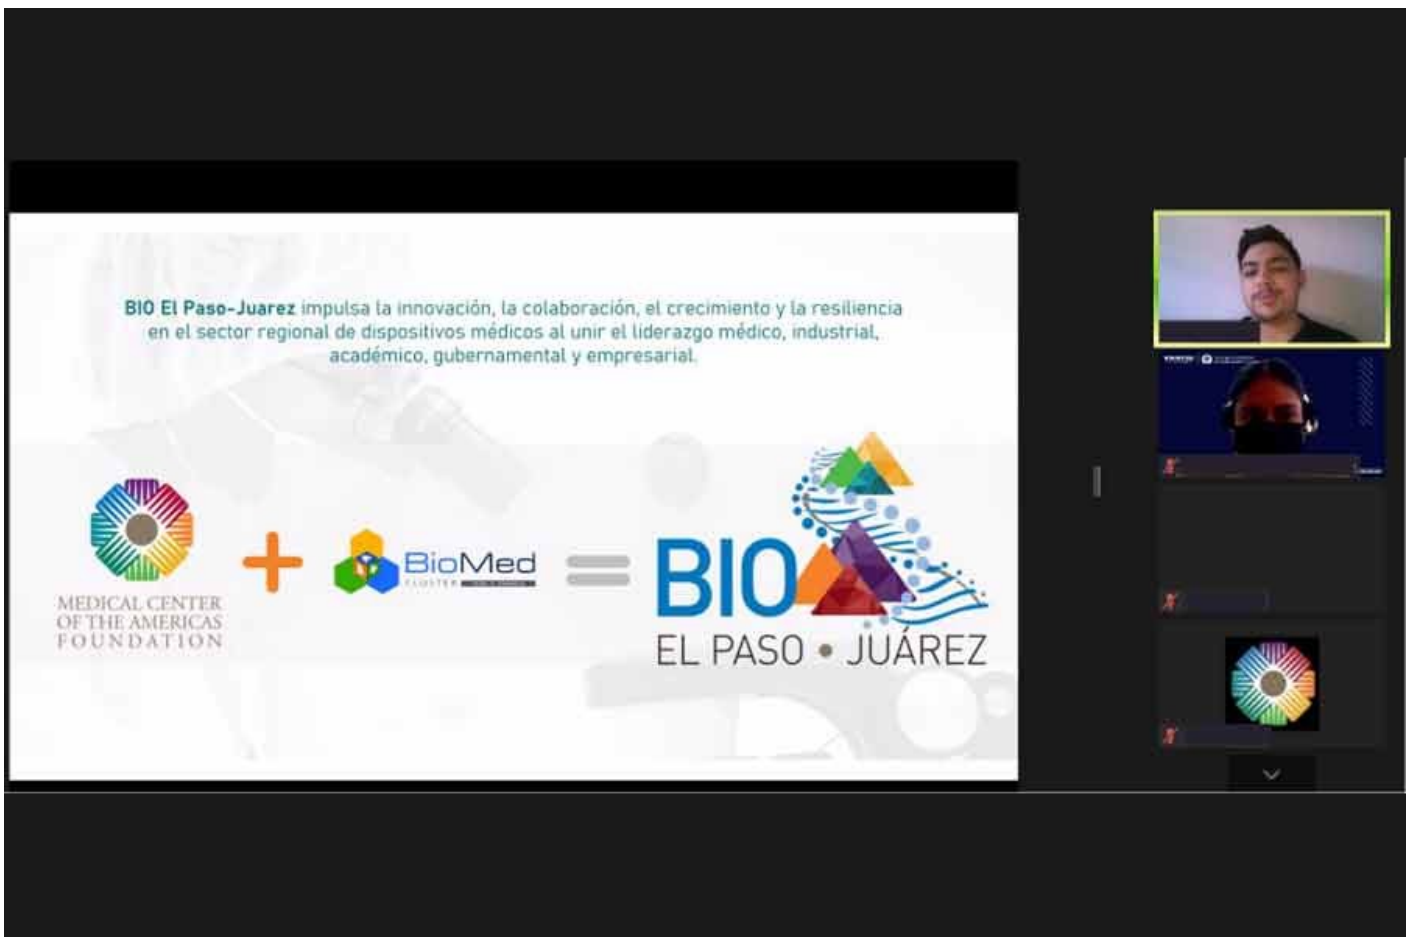 BIO El Paso-Juarez impulsa la innovación, la colaboración, el crecimiento y la resiliencia
en el sector regional de dispositivos médicos al unir el liderazgo médico, industrial,
académico, gubernamental y empresarial.
MEDICAL CENTER
OF THE AMERICAS
FOUNDATION
BioMed
CLUSTER
BIO
EL PASO • JUÁREZ